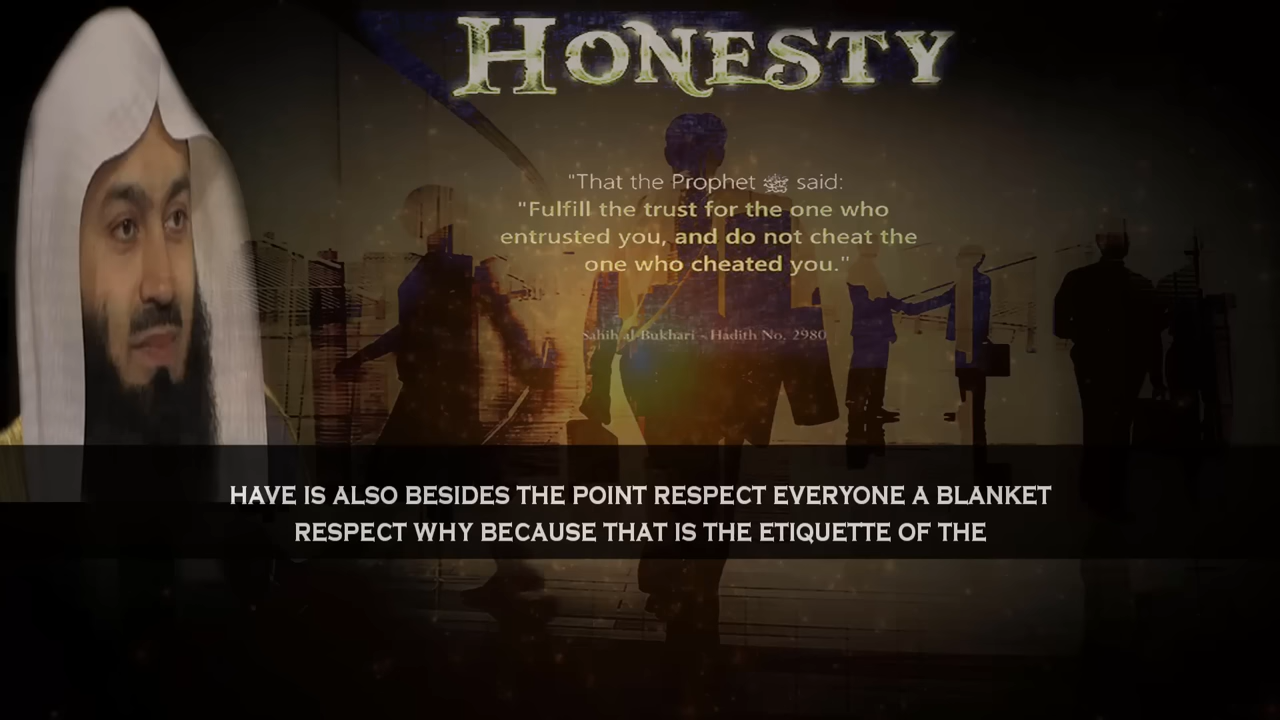 HONESTY
"That the Prophet ﷺ said:
"Fulfill the trust for the one who
entrusted you, and do not cheat the
one who cheated you."
Sahih al-Bukhari - Hadith No. 2980
HAVE IS ALSO BESIDES THE POINT RESPECT EVERYONE A BLANKET
RESPECT WHY BECAUSE THAT IS THE ETIQUETTE OF THE